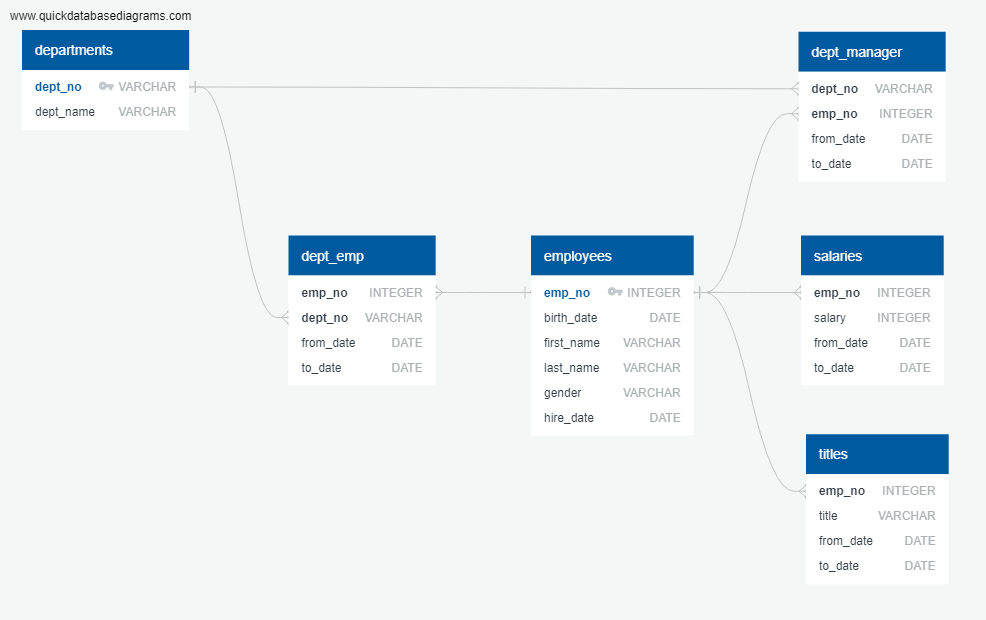 www.quickdatabasediagrams.com
departments
dept_no VARCHAR
dept_name VARCHAR
dept_manager
dept_no VARCHAR
emp_no INTEGER
from_date DATE
to_date DATE
dept_emp
emp_no INTEGER
dept_no VARCHAR
from_date DATE
to_date DATE
employees
emp_no INTEGER
birth_date DATE
first_name VARCHAR
last_name VARCHAR
gender VARCHAR
hire_date DATE
salaries
emp_no INTEGER
salary INTEGER
from_date DATE
to_date DATE
titles
emp_no INTEGER
title VARCHAR
from_date DATE
to_date DATE